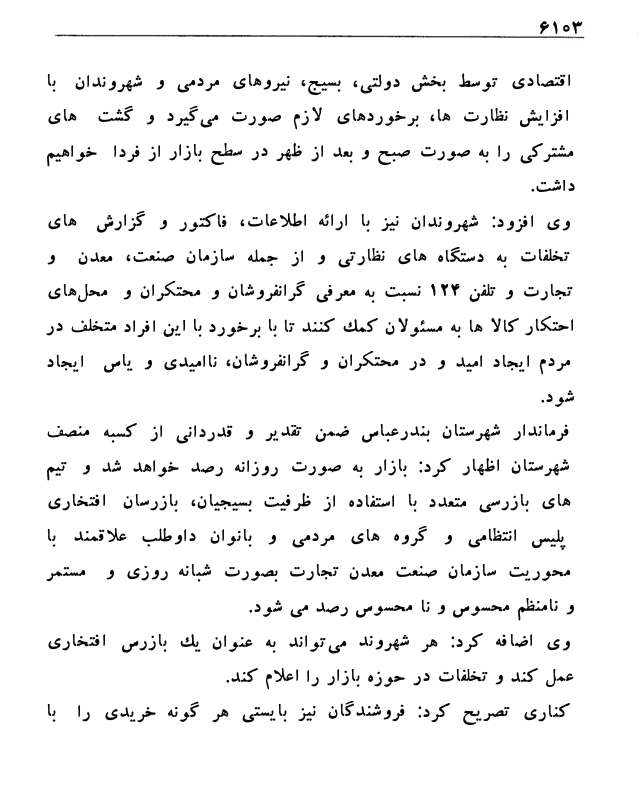 ۶۱۰۳
اقتصادی توسط بخش دولتی، بسیج، نیروهای مردمی و شهروندان با
افزایش نظارت ها، برخوردهای لازم صورت می‌گیرد و گشت های
مشترکی را به صورت صبح و بعد از ظهر در سطح بازار از فردا خواهیم
داشت.
وی افزود: شهروندان نیز با ارائه اطلاعات، فاکتور و گزارش های
تخلفات به دستگاه های نظارتی و از جمله سازمان صنعت، معدن و
تجارت و تلفن ۱۲۴ نسبت به معرفی گرانفروشان و محتکران و محل‌های
احتکار کالا ها به مسئولان کمك کنند تا با برخورد با این افراد متخلف در
مردم ایجاد امید و در محتکران و گرانفروشان، ناامیدی و یاس ایجاد
شود.
فرماندار شهرستان بندرعباس ضمن تقدیر و قدردانی از کسبه منصف
شهرستان اظهار کرد: بازار به صورت روزانه رصد خواهد شد و تیم
های بازرسی متعدد با استفاده از ظرفیت بسیجیان، بازرسان افتخاری
پلیس انتظامی و گروه های مردمی و بانوان داوطلب علاقمند با
محوریت سازمان صنعت معدن تجارت بصورت شبانه روزی و مستمر
و نامنظم محسوس و نا محسوس رصد می شود.
وی اضافه کرد: هر شهروند می‌تواند به عنوان یك بازرس افتخاری
عمل کند و تخلفات در حوزه بازار را اعلام کند.
کناری تصریح کرد: فروشندگان نیز بایستی هر گونه خریدی را با